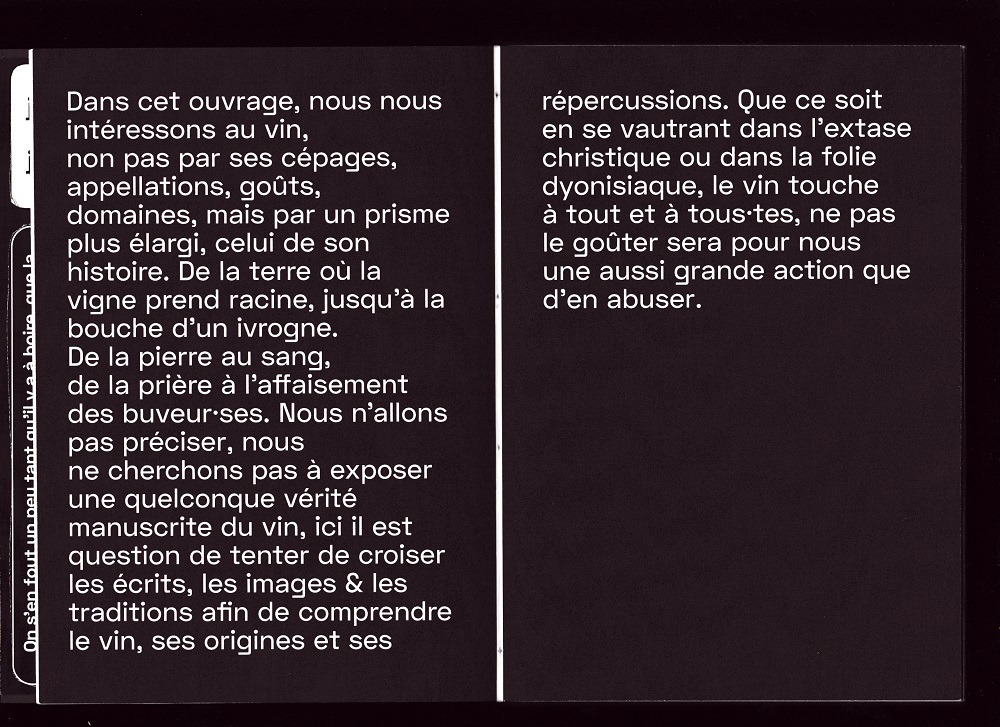 Dans cet ouvrage, nous nous
intéressons au vin,
non pas par ses cépages,
appellations, goûts,
domaines, mais par un prisme
plus élargi, celui de son
histoire. De la terre où la
vigne prend racine, jusqu'à la
bouche d'un ivrogne.
De la pierre au sang,
de la prière à l'affaisement
des buveur·ses. Nous n'allons
pas préciser, nous
ne cherchons pas à exposer
une quelconque vérité
manuscrite du vin, ici il est
question de tenter de croiser
les écrits, les images & les
traditions afin de comprendre
le vin, ses origines et ses
répercussions. Que ce soit
en se vautrant dans l'extase
christique ou dans la folie
dyonisiaque, le vin touche
à tout et à tous·tes, ne pas
le goûter sera pour nous
une aussi grande action que
d'en abuser.
On s'en fout un peu tant qu'il y a à boire, que la